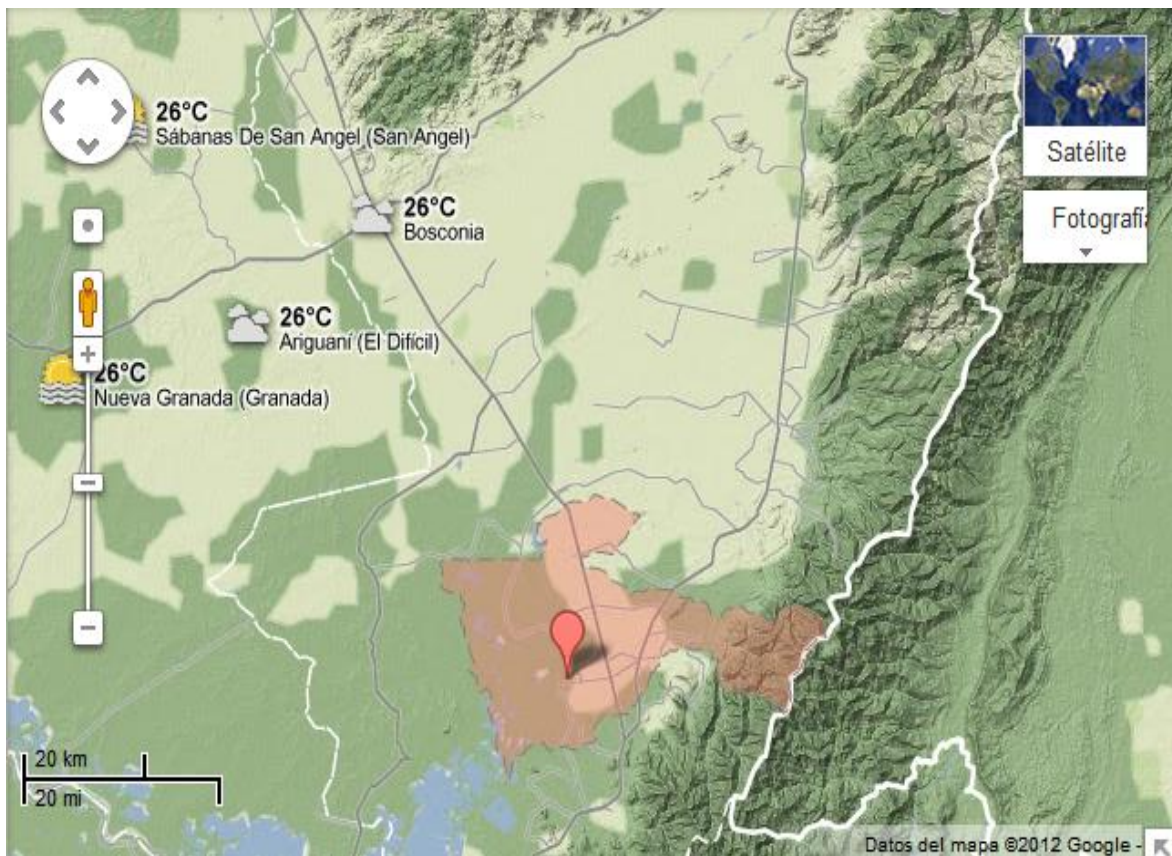 26°C
Sábanas De San Angel (San Angel)
Satélite
26°C
Bosconia
Fotografía
26°C
Ariguaní (El Difícil)
26°C
Nueva Granada (Granada)
20 km
20 mi
Datos del mapa ©2012 Google -